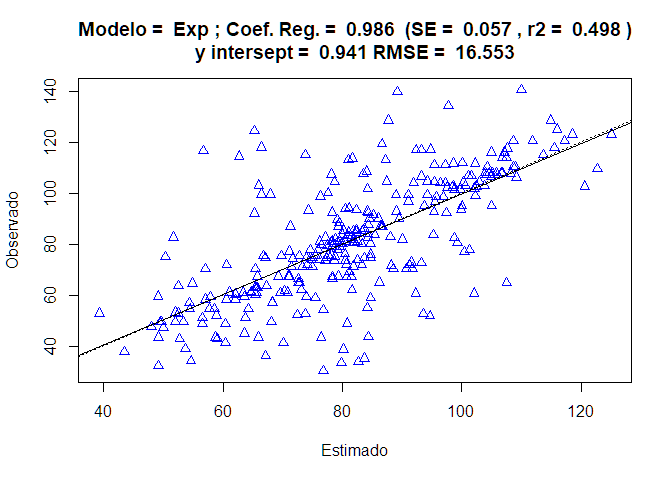 Modelo = Exp ; Coef. Reg. = 0.986 (SE = 0.057 , r2 = 0.498 )
y intersept = 0.941 RMSE = 16.553
140
120
100
80
60
40
Observado
40 60 80 100 120
Estimado